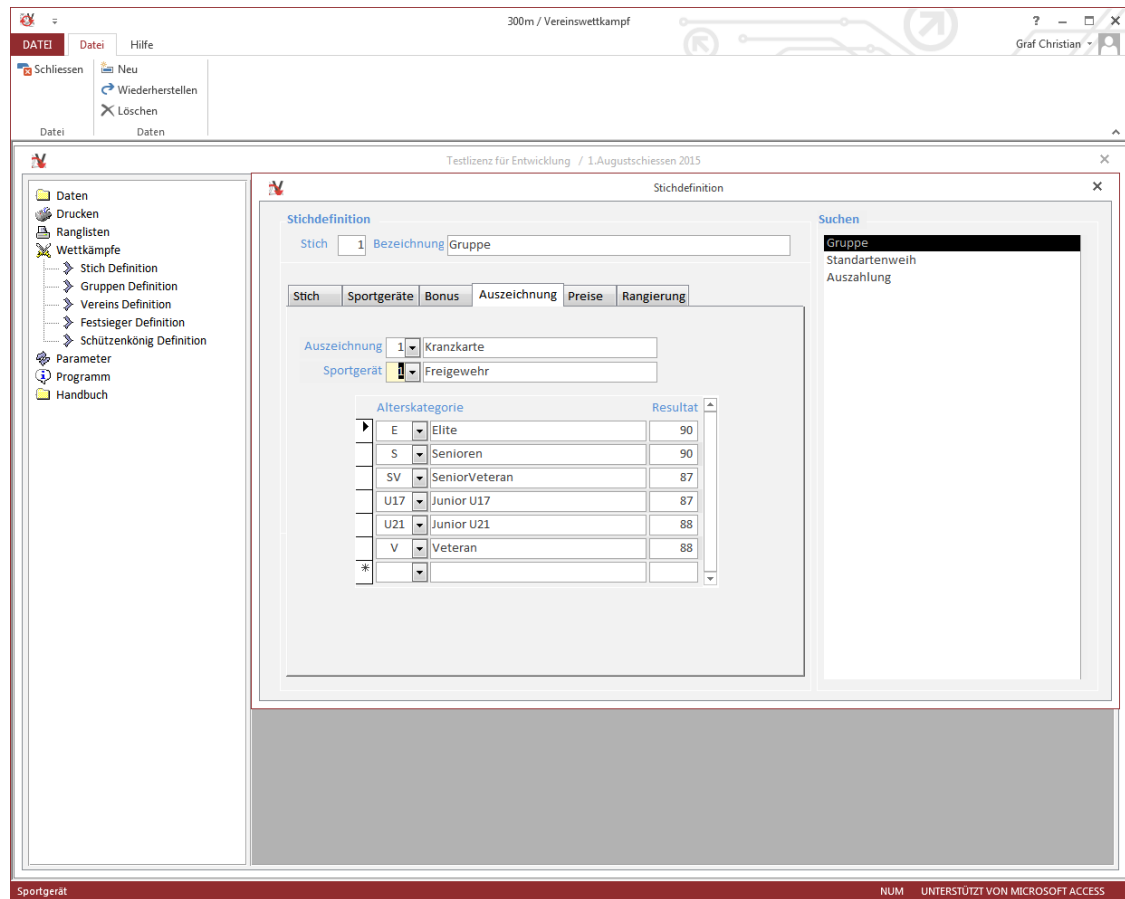 300m / Vereinswettkampf
?
DATEI Datei Hilfe Graf Christian
Schliessen Neu
Wiederherstellen
Löschen
Datei Daten
Testlizenz für Entwicklung / 1.Augustschiessen 2015
Daten
Drucken
Ranglisten
Wettkämpfe
Stich Definition
Gruppen Definition
Vereins Definition
Festsieger Definition
Schützenkönig Definition
Parameter
Programm
Handbuch
Stichdefinition
Stichdefinition
Stich 1 Bezeichnung Gruppe
Stich Sportgeräte Bonus Auszeichnung Preise Rangierung
Auszeichnung 1 Kranzkarte
Sportgerät 1 Freigewehr
Alterskategorie Resultat
E Elite 90
S Senioren 90
SV SeniorVeteran 87
U17 Junior U17 87
U21 Junior U21 88
V Veteran 88
*
Suchen
Gruppe
Standartenweih
Auszahlung
Sportgerät NUM UNTERSTÜTZT VON MICROSOFT ACCESS